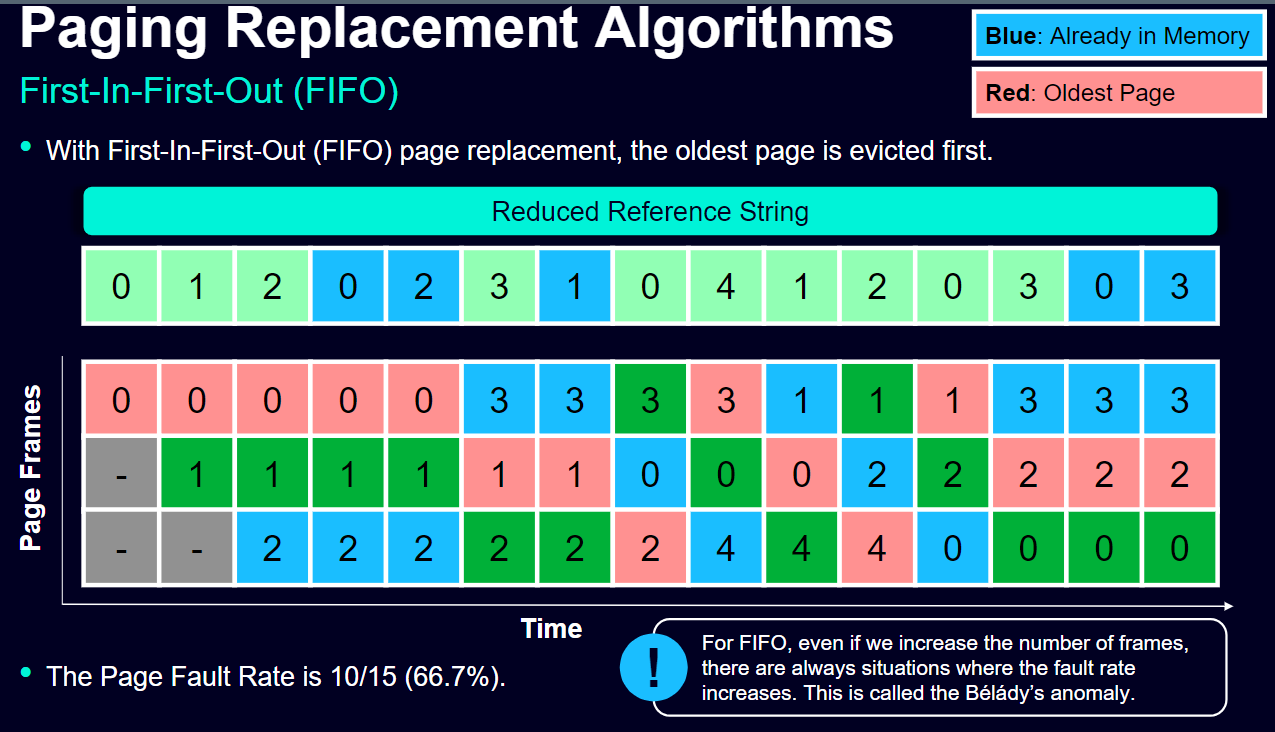 Paging Replacement Algorithms
Blue: Already in Memory
First-In-First-Out (FIFO)
Red: Oldest Page
• With First-In-First-Out (FIFO) page replacement, the oldest page is evicted first.
Reduced Reference String
0 1 2 0 2 3 1 0 4 1 2 0 3 0 3
Page Frames
0 0 0 0 0 3 3 3 3 1 1 1 3 3 3
- 1 1 1 1 1 1 0 0 0 2 2 2 2 2
- - 2 2 2 2 2 2 4 4 4 0 0 0 0
Time
• The Page Fault Rate is 10/15 (66.7%).
!
For FIFO, even if we increase the number of frames,
there are always situations where the fault rate
increases. This is called the Bélády's anomaly.